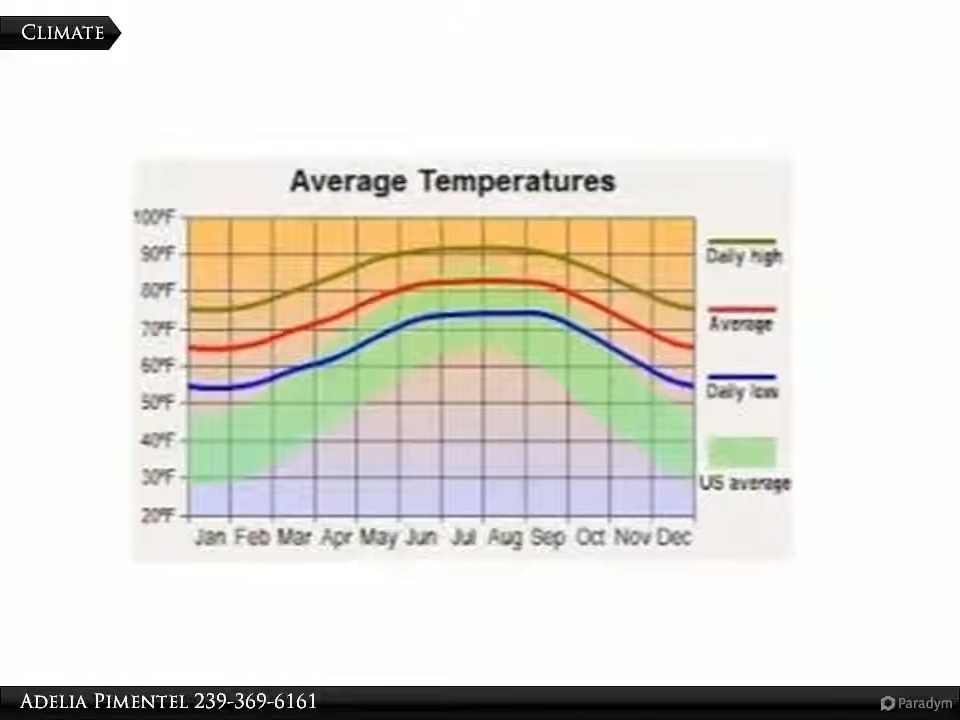 CLIMATE
Average Temperatures
100°F
90°F
80°F
70°F
60°F
50°F
40°F
30°F
20°F
Jan Feb Mar Apr May Jun Jul Aug Sep Oct Nov Dec
Daily high
Average
Daily low
US average
ADELIA PIMENTEL 239-369-6161
Paradym